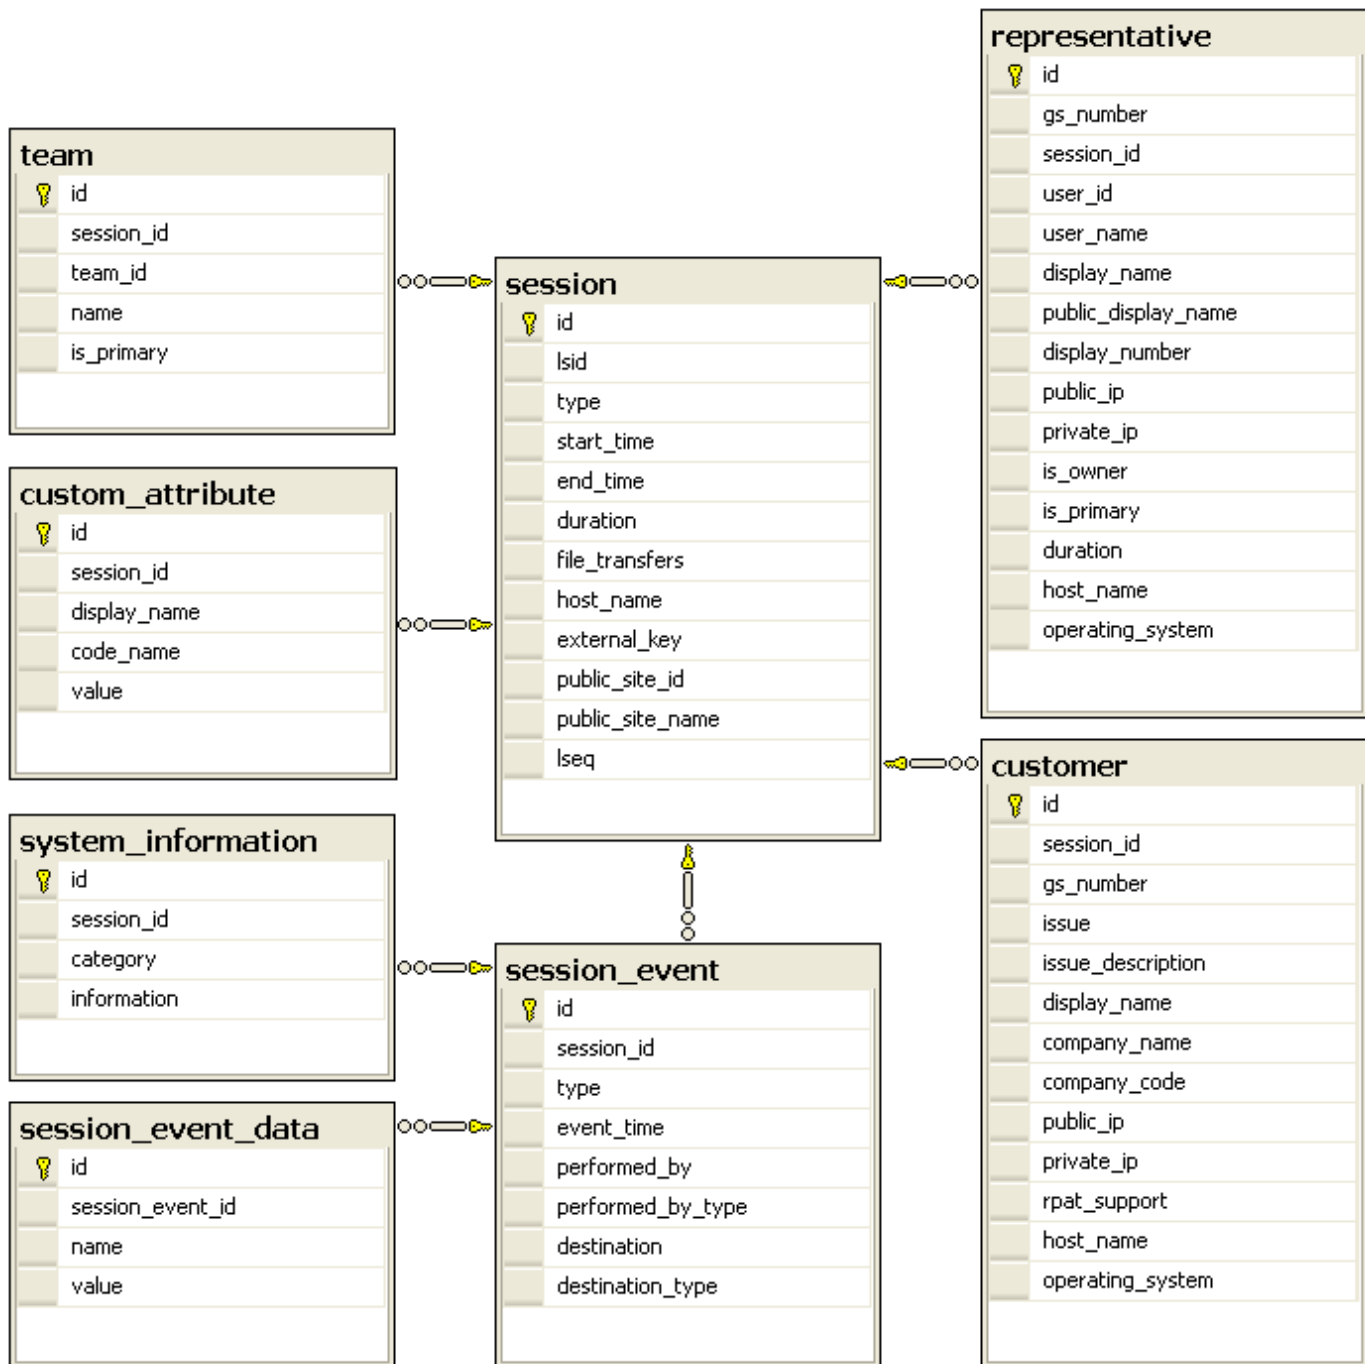 team
id
session_id
team_id
name
is_primary
custom_attribute
id
session_id
display_name
code_name
value
system_information
id
session_id
category
information
session_event_data
id
session_event_id
name
value
session
id
lsid
type
start_time
end_time
duration
file_transfers
host_name
external_key
public_site_id
public_site_name
lseq
session_event
id
session_id
type
event_time
performed_by
performed_by_type
destination
destination_type
representative
id
gs_number
session_id
user_id
user_name
display_name
public_display_name
display_number
public_ip
private_ip
is_owner
is_primary
duration
host_name
operating_system
customer
id
session_id
gs_number
issue
issue_description
display_name
company_name
company_code
public_ip
private_ip
rpat_support
host_name
operating_system